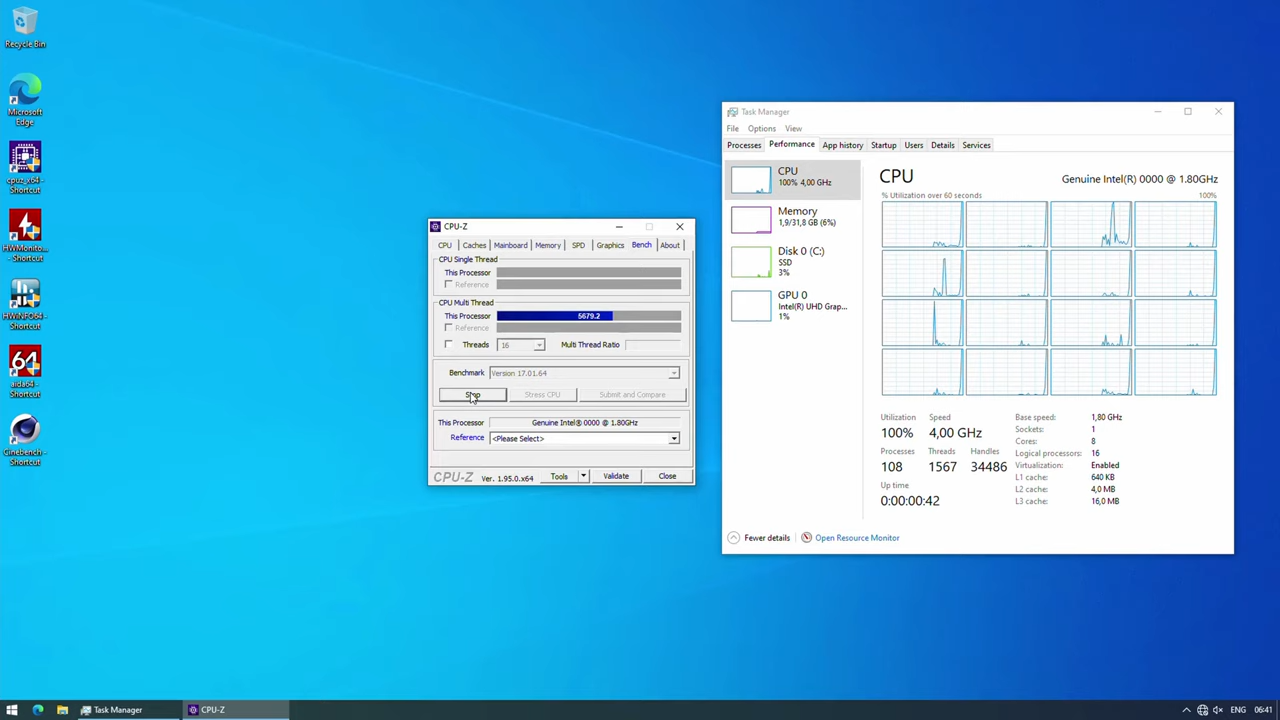 Recycle Bin
Microsoft
Edge
cpuz_x64 -
Shortcut
HWMonito...
- Shortcut
HWiNFO64 -
Shortcut
64
aida64 -
Shortcut
Cinebench -
Shortcut
CPU-Z
CPU Caches Mainboard Memory SPD Graphics Bench About
CPU Single Thread
This Processor
Reference
CPU Multi Thread
This Processor 5679.2
Reference
Threads 16 Multi Thread Ratio
Benchmark Version 17.01.64
Stop Stress CPU Submit and Compare
This Processor Genuine Intel® 0000 @ 1.80GHz
Reference <Please Select>
CPU-Z Ver. 1.95.0.x64 Tools Validate Close
Task Manager
File Options View
Processes Performance App history Startup Users Details Services
CPU
100% 4,00 GHz
Memory
1,9/31,8 GB (6%)
Disk 0 (C:)
SSD
3%
GPU 0
Intel(R) UHD Grap...
1%
CPU Genuine Intel(R) 0000 @ 1.80GHz
% Utilization over 60 seconds 100%
Utilization Speed
100% 4,00 GHz
Processes Threads Handles
108 1567 34486
Up time
0:00:00:42
Base speed: 1,80 GHz
Sockets: 1
Cores: 8
Logical processors: 16
Virtualization: Enabled
L1 cache: 640 KB
L2 cache: 4,0 MB
L3 cache: 16,0 MB
Fewer details Open Resource Monitor
Task Manager CPU-Z ENG 06:41